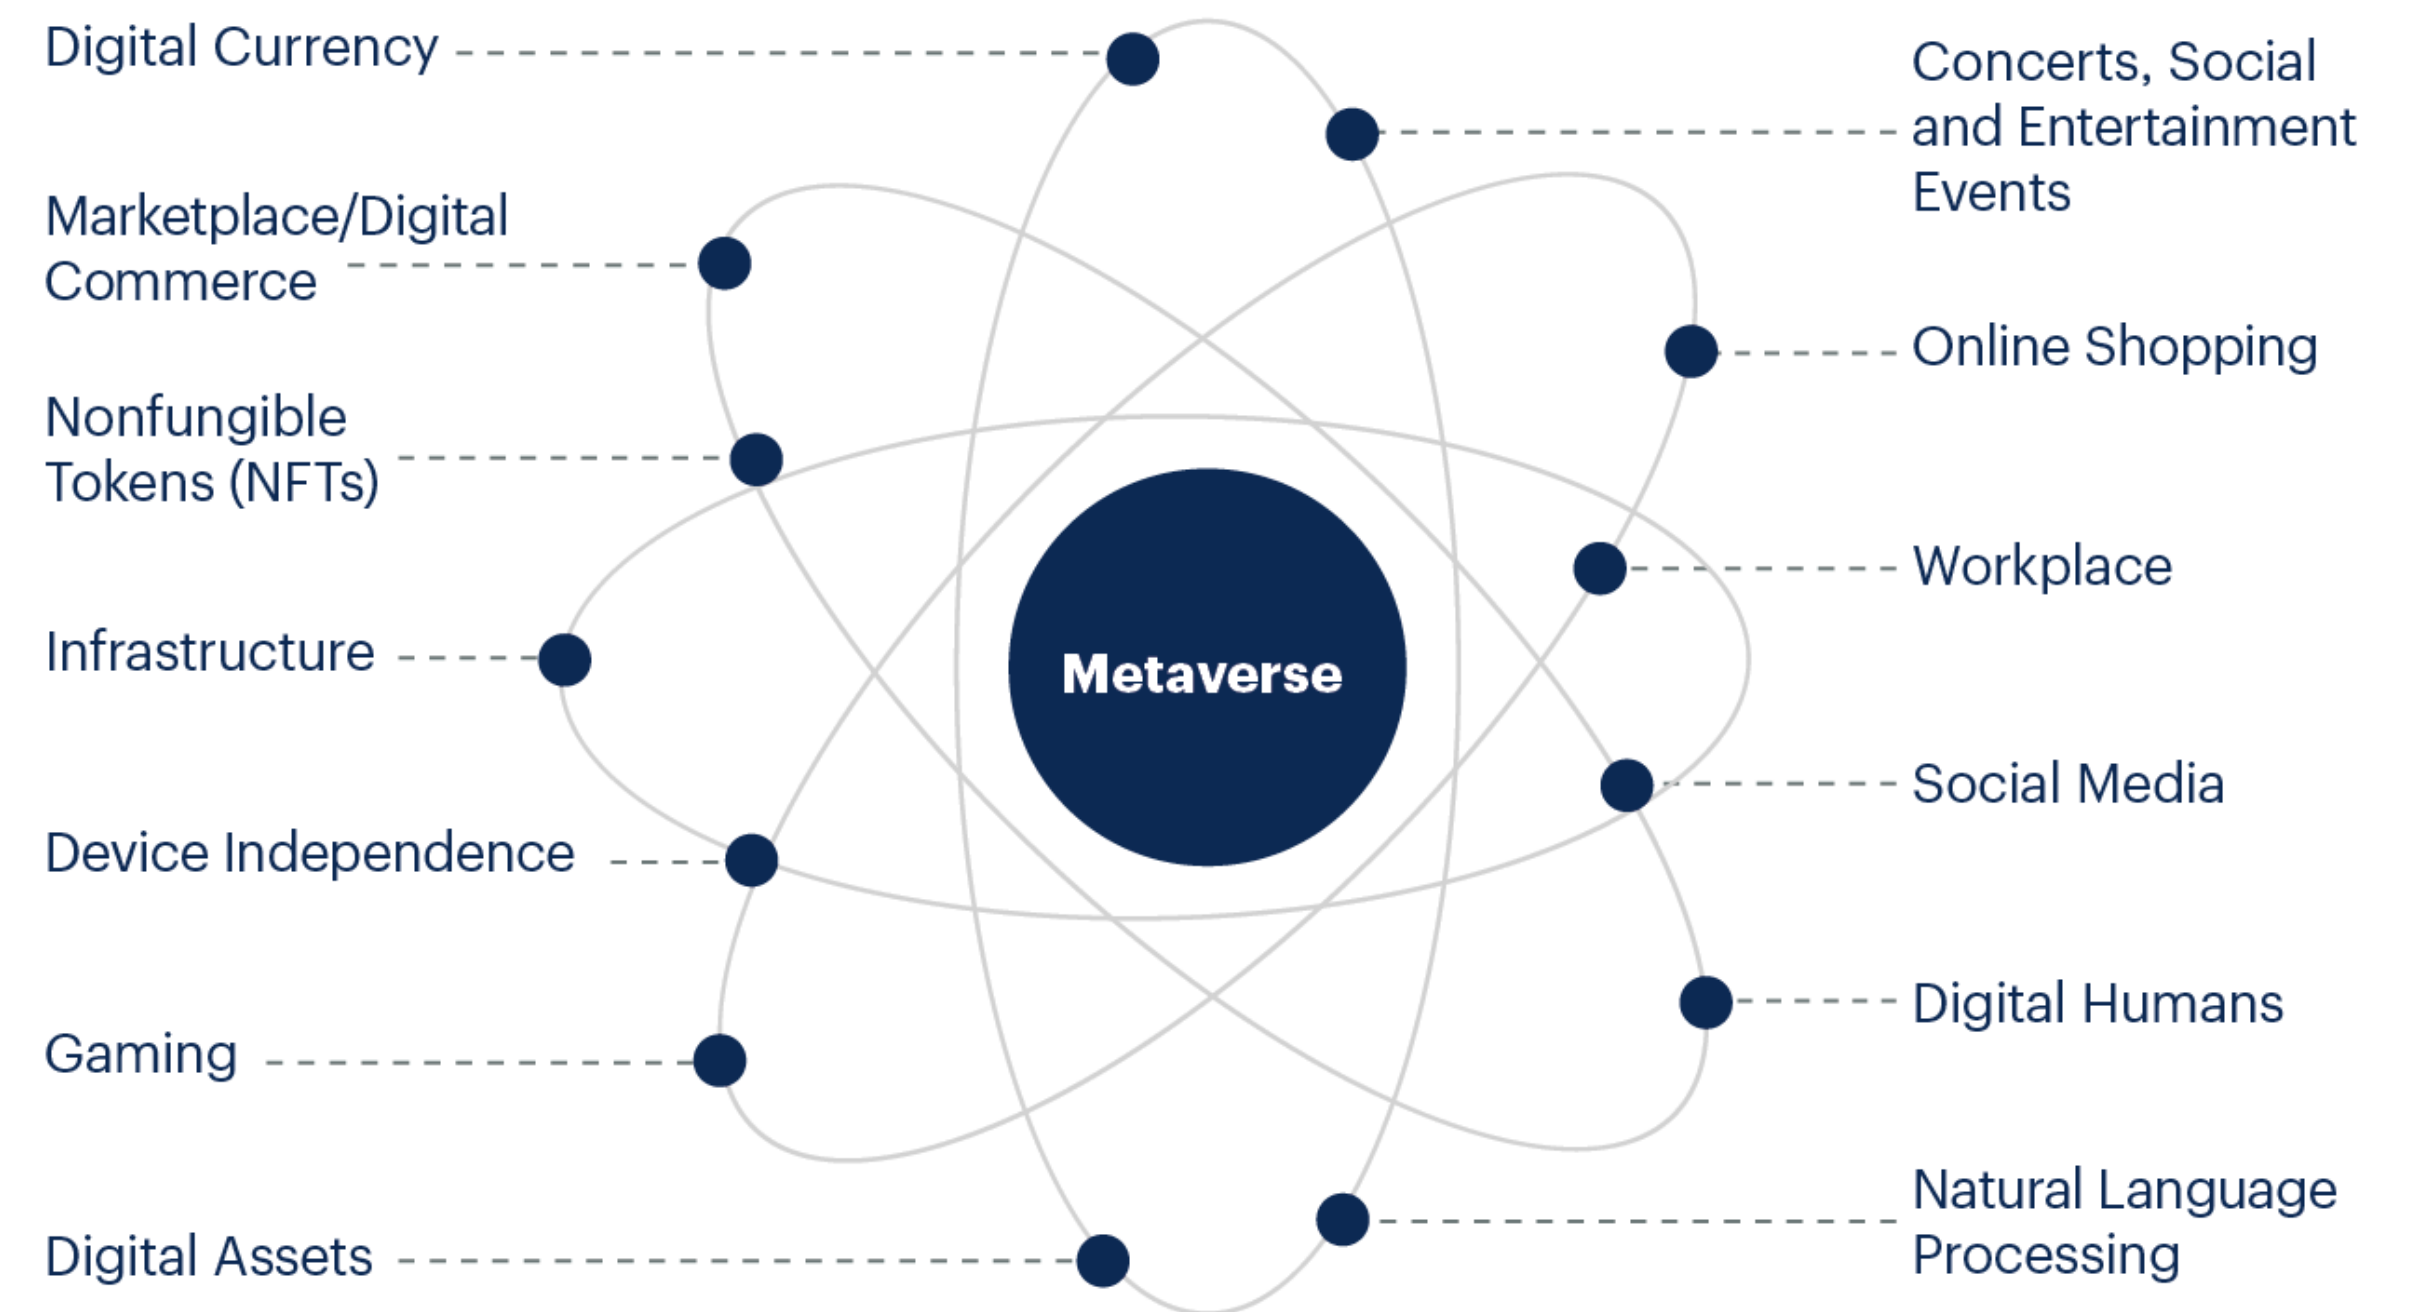 Digital Currency
Marketplace/Digital
Commerce
Nonfungible
Tokens (NFTs)
Infrastructure
Device Independence
Gaming
Digital Assets
Metaverse
Concerts, Social
and Entertainment
Events
Online Shopping
Workplace
Social Media
Digital Humans
Natural Language
Processing